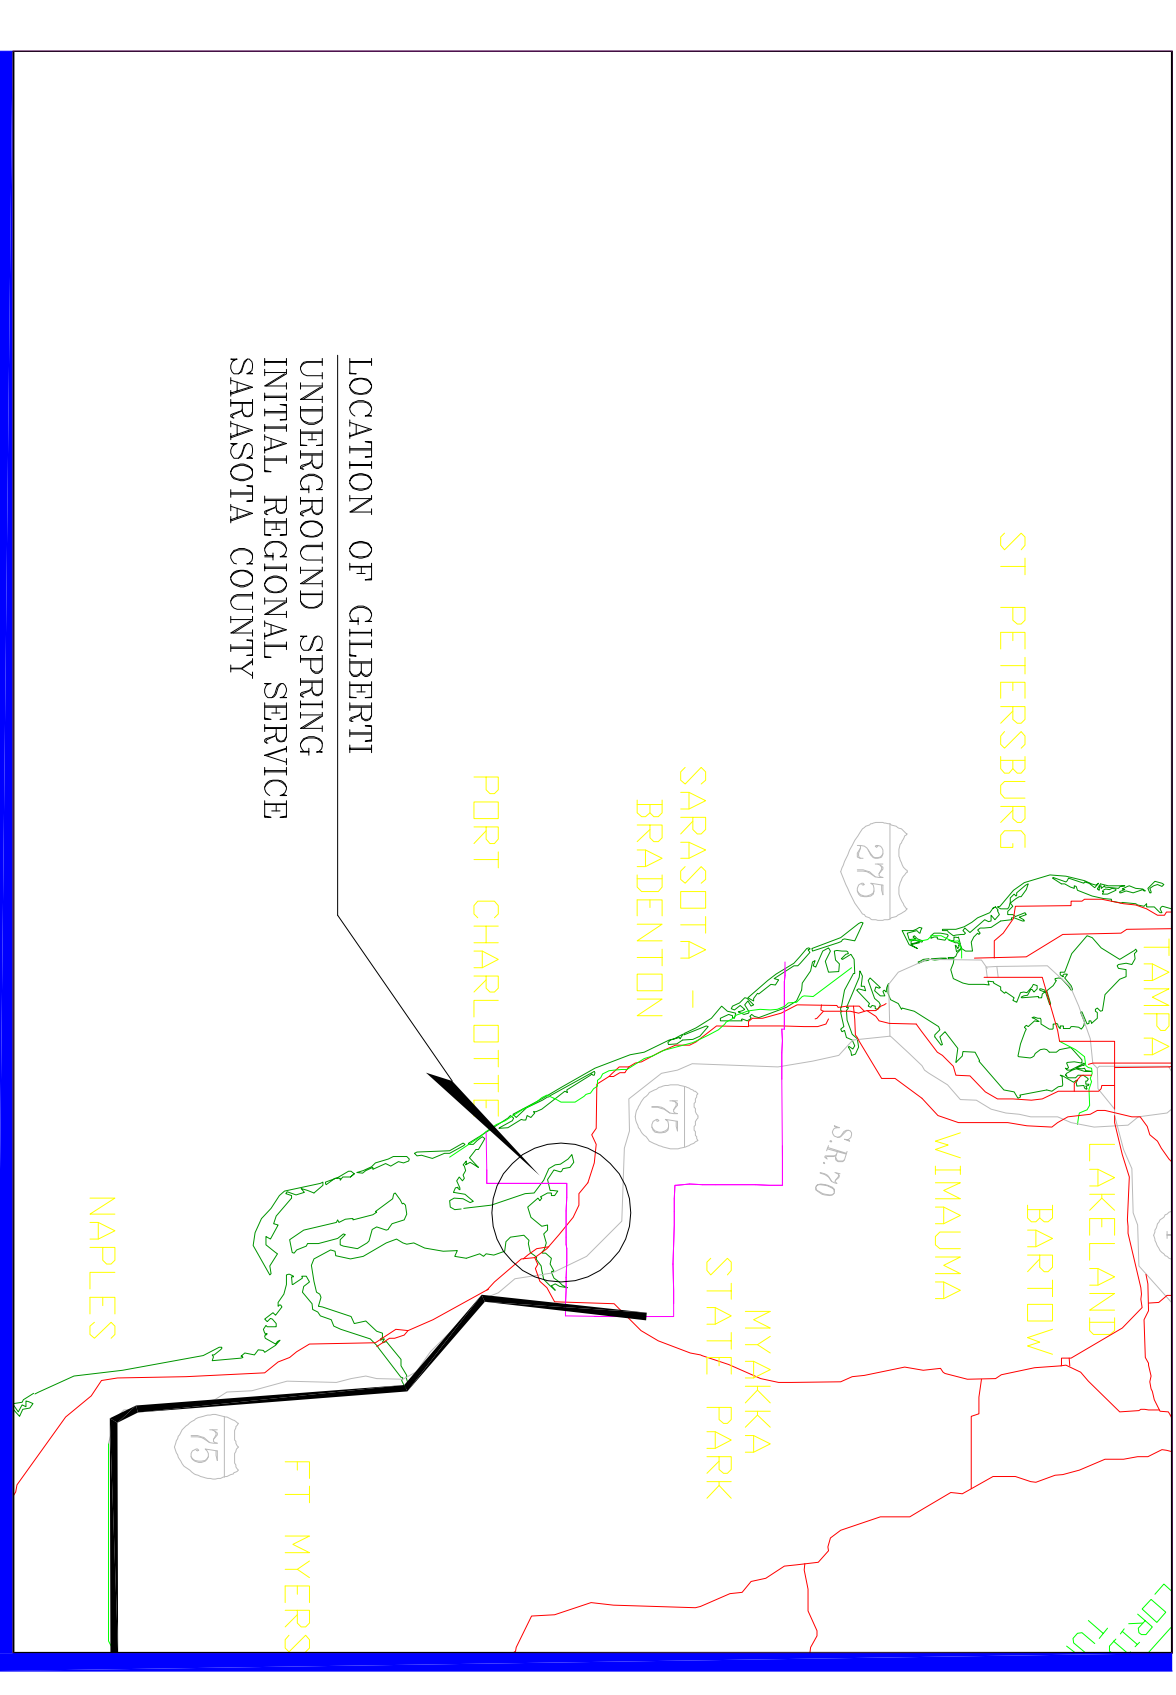 LOCATION OF GILBERTI
UNDERGROUND SPRING
INITIAL REGIONAL SERVICE
SARASOTA COUNTY
TAMPA
ST PETERSBURG
275
SARASOTA -
BRADENTON
PORT CHARLOTTE
75
S.R.70
LAKELAND
BARTOW
WIMAUMA
MYAKKA
STATE PARK
NAPLES
75
FT MYERS